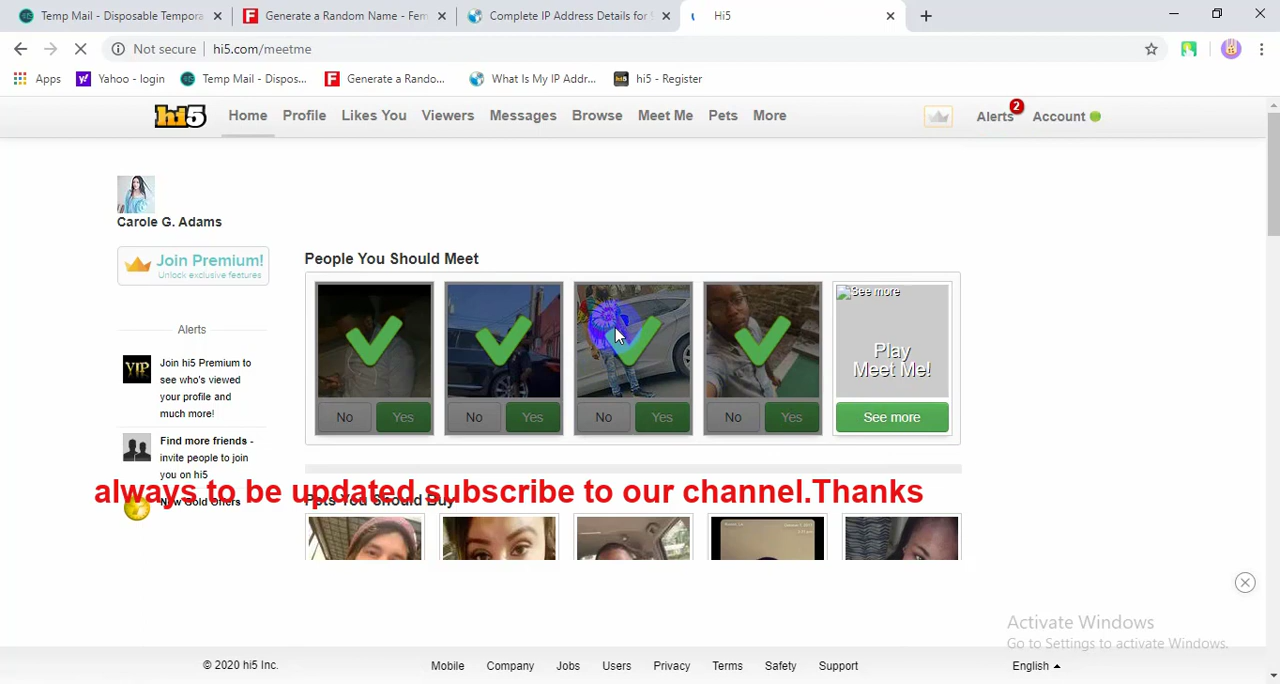 Temp Mail - Disposable Tempora
Generate a Random Name - Fem
Complete IP Address Details for
Hi5
Not secure
hi5.com/meetme
Apps
Yahoo - login
Temp Mail - Dispos...
Generate a Rando...
What Is My IP Addr...
hi5 - Register
hi5
Home
Profile
Likes You
Viewers
Messages
Browse
Meet Me
Pets
More
Alerts 2
Account
Carole G. Adams
Join Premium!
Unlock exclusive features
Alerts
VIP
Join hi5 Premium to
see who's viewed
your profile and
much more!
Find more friends -
invite people to join
you on hi5
New Gold Offers
People You Should Meet
No Yes
No Yes
No Yes
No Yes
See more
Play
Meet Me!
See more
always to be updated subscribe to our channel.Thanks
Pets You Should Buy
Activate Windows
Go to Settings to activate Windows.
© 2020 hi5 Inc.
Mobile
Company
Jobs
Users
Privacy
Terms
Safety
Support
English